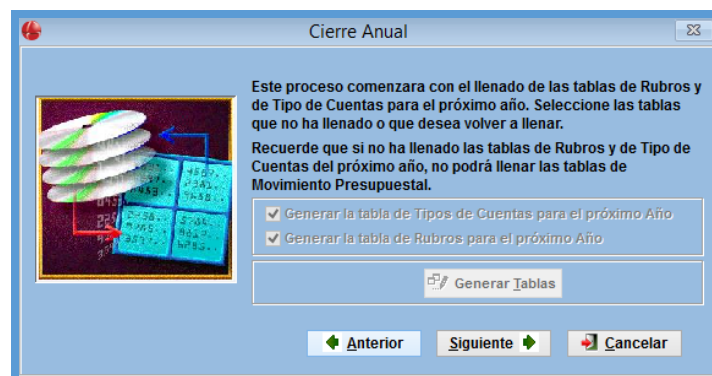 Cierre Anual
Este proceso comenzara con el llenado de las tablas de Rubros y
de Tipo de Cuentas para el próximo año. Seleccione las tablas
que no ha llenado o que desea volver a llenar.
Recuerde que si no ha llenado las tablas de Rubros y de Tipo de
Cuentas del próximo año, no podrá llenar las tablas de
Movimiento Presupuestal.
Generar la tabla de Tipos de Cuentas para el próximo Año
Generar la tabla de Rubros para el próximo Año
Generar Tablas
Anterior Siguiente Cancelar